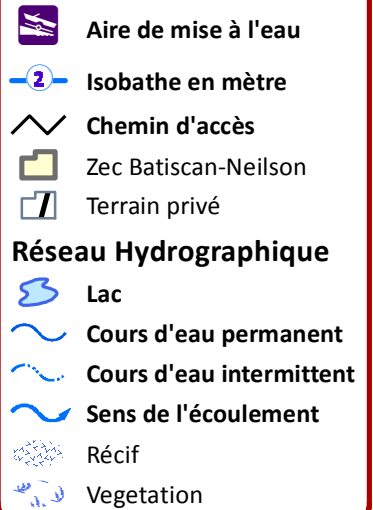 Aire de mise à l'eau
2 Isobathe en mètre
Chemin d'accès
Zec Batiscan-Neilson
Terrain privé
Réseau Hydrographique
Lac
Cours d'eau permanent
Cours d'eau intermittent
Sens de l'écoulement
Récif
Vegetation